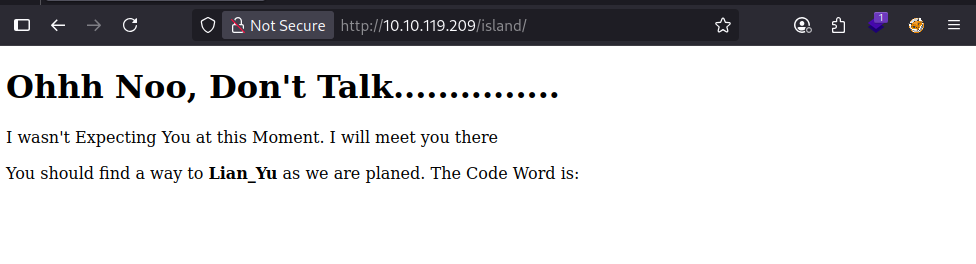 Not Secure http://10.10.119.209/island/ 1
Ohhh Noo, Don't Talk...............
I wasn't Expecting You at this Moment. I will meet you there
You should find a way to Lian_Yu as we are planed. The Code Word is: